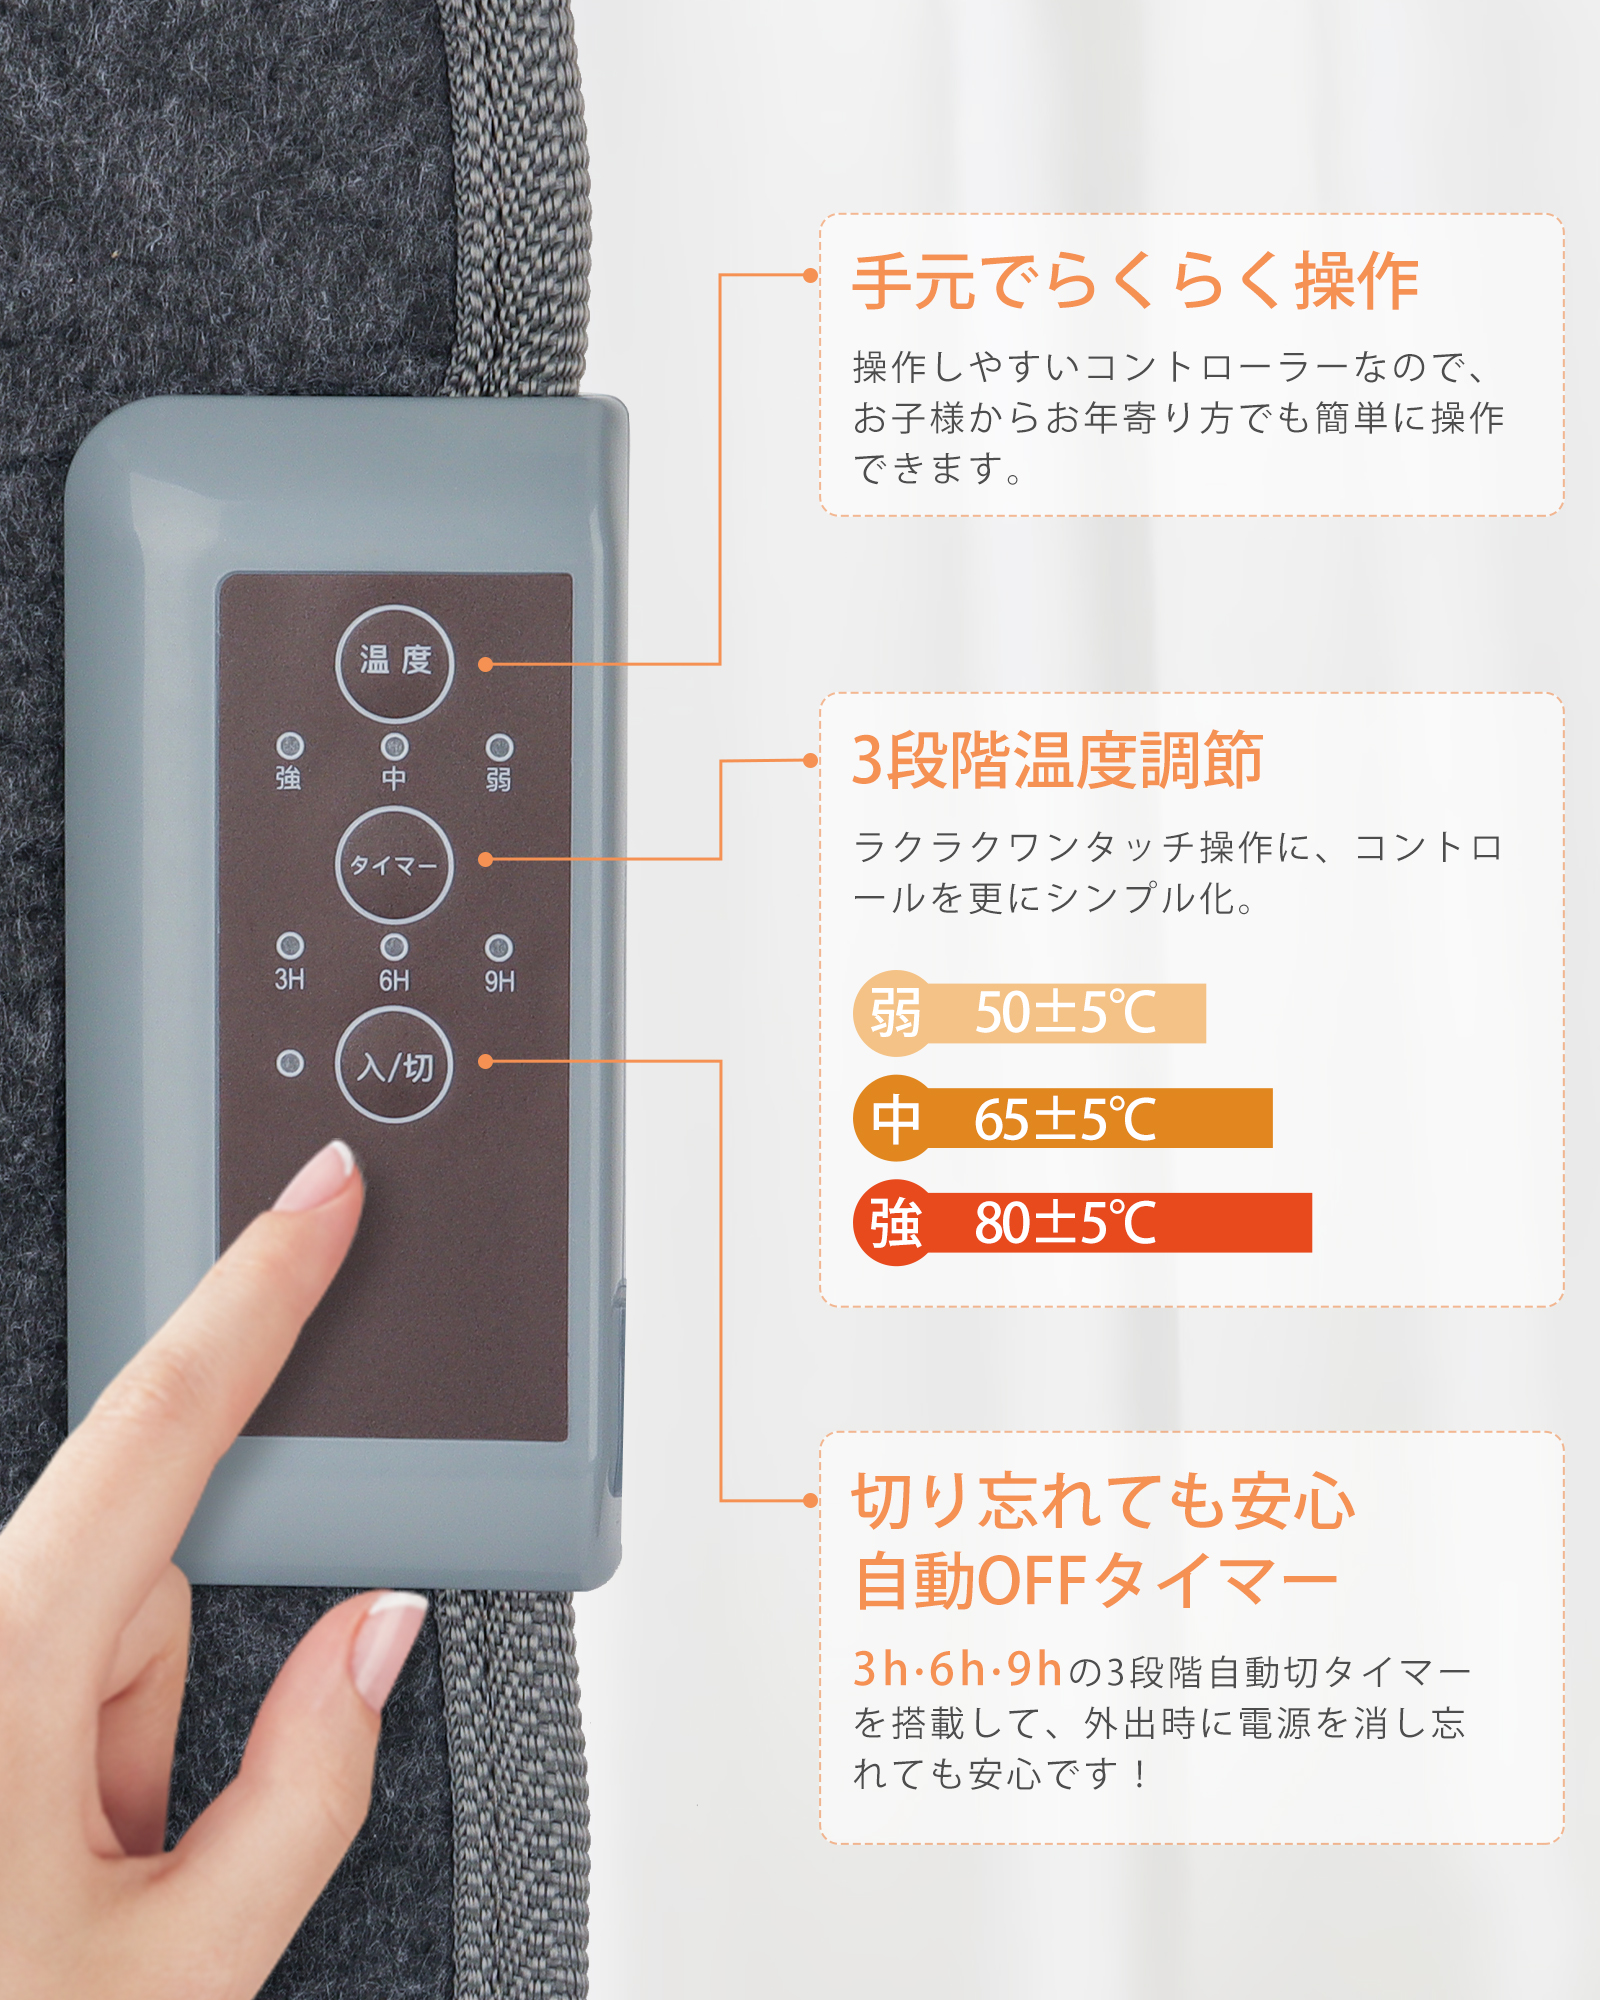 手元でらくらく操作
操作しやすいコントローラーなので、
お子様からお年寄り方でも簡単に操作
できます。
温度
強 中 弱
タイマー
3H 6H 9H
入/切
3段階温度調節
ラクラクワンタッチ操作に、コントロ
ールを更にシンプル化。
弱 50±5℃
中 65±5℃
強 80±5℃
切り忘れても安心
自動OFFタイマー
3h·6h·9hの3段階自動切タイマー
を搭載して、外出時に電源を消し忘
れても安心です！